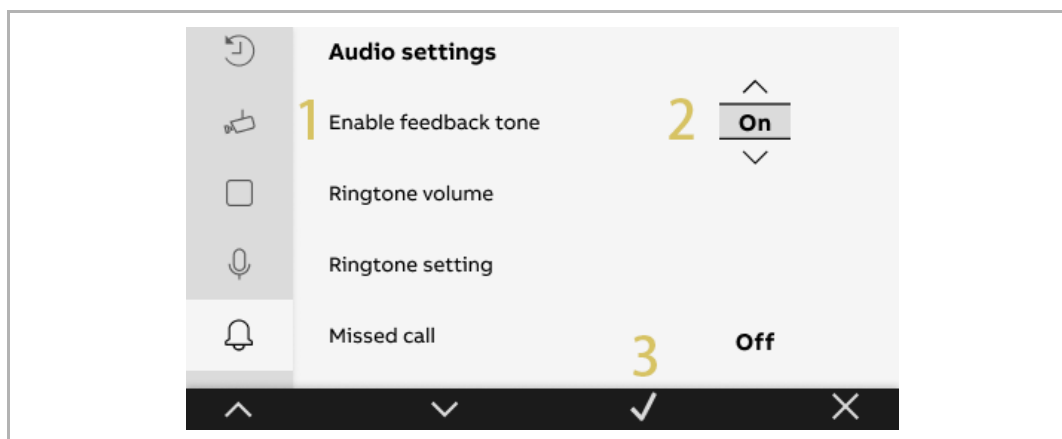 Audio settings
1 Enable feedback tone 2 On
Ringtone volume
Ringtone setting
Missed call 3 Off